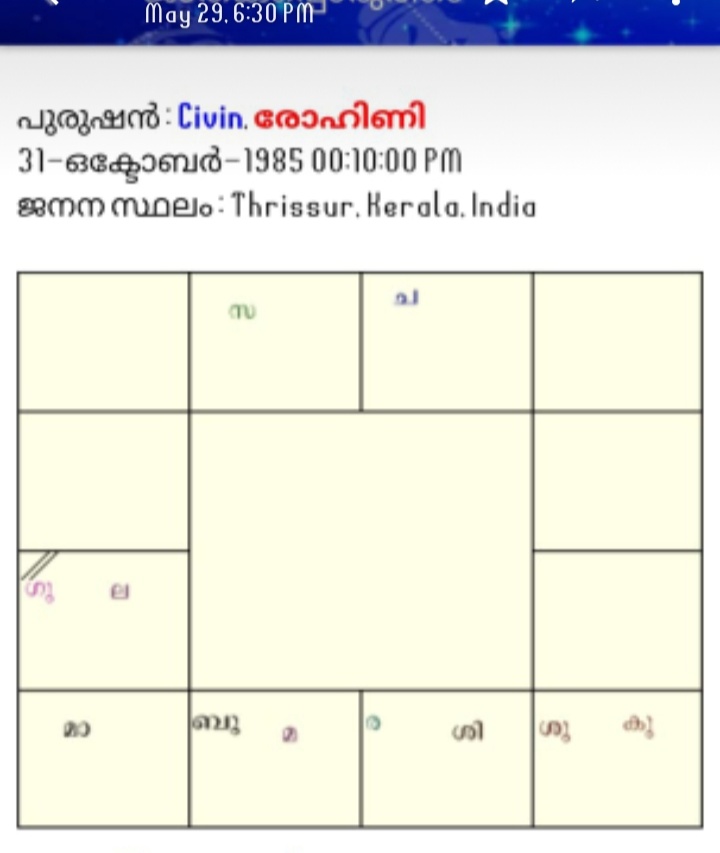 May 29, 6:30 PM
പുരുഷൻ : Civin, രോഹിണി
31-ഒക്ടോബർ-1985 00:10:00 PM
ജനന സ്ഥലം : Thrissur, Kerala, India
സ ച
ഗു ല
മാ ബു മ ര ശി ശു കു